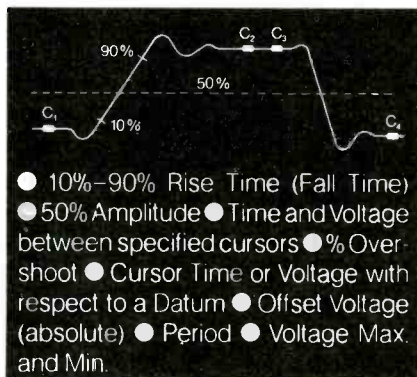 90%
C₂ C₃
50%
C₁
10%
C₄
● 10%–90% Rise Time (Fall Time)
● 50% Amplitude ● Time and Voltage
between specified cursors ● % Over
shoot ● Cursor Time or Voltage with
respect to a Datum ● Offset Voltage
(absolute) ● Period ● Voltage Max.
and Min.